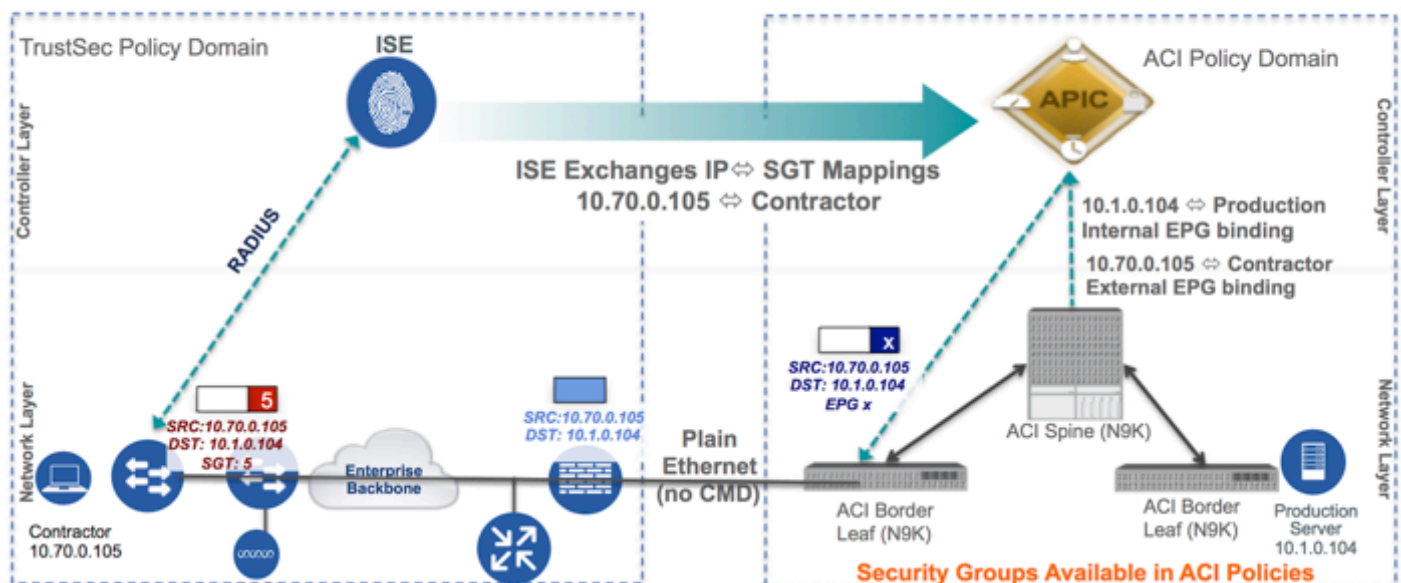 TrustSec Policy Domain
ISE
ACI Policy Domain
APIC
Controller Layer
Controller Layer
ISE Exchanges IP⬄ SGT Mappings
10.70.0.105 ⬄ Contractor
RADIUS
10.1.0.104 ⬄ Production
Internal EPG binding
10.70.0.105 ⬄ Contractor
External EPG binding
Network Layer
Network Layer
5
SRC:10.70.0.105
DST: 10.1.0.104
SGT: 5
SRC:10.70.0.105
DST: 10.1.0.104
x
SRC:10.70.0.105
DST: 10.1.0.104
EPG x
Enterprise
Backbone
Plain
Ethernet
(no CMD)
ACI Spine (N9K)
ACI Border
Leaf (N9K)
ACI Border
Leaf (N9K)
Contractor
10.70.0.105
Production
Server
10.1.0.104
Security Groups Available in ACI Policies